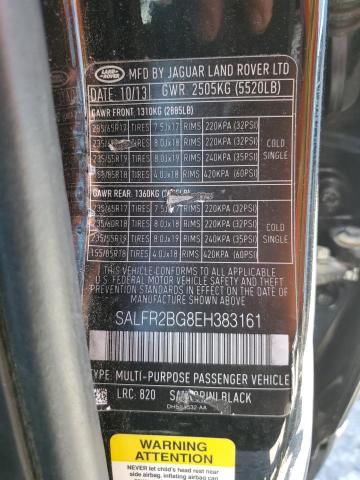 LAND ROVER
MFD BY JAGUAR LAND ROVER LTD
DATE: 10/13 GWR. 2505KG (5520LB)
GAWR FRONT: 1310KG (2885LB)
235/65R17 TIRES 7.5Jx17 RIMS 220KPA (32PSI)
TIRES 8.0Jx18 RIMS 220KPA (32PSI) COLD
235/55R19 TIRES 8.0Jx19 RIMS 240KPA (35PSI) SINGLE
155/85R18 TIRES 4.0Jx18 RIMS 420KPA (60PSI)
GAWR REAR: 1360KG
235/65R17 TIRES 7.5 RIMS 220KPA (32PSI)
235/60R18 TIRES 8.0Jx18 RIMS 220KPA (32PSI) COLD
235/55R19 TIRES 8.0Jx19 RIMS 240KPA (35PSI) SINGLE
155/85R18 TIRES 4.0Jx18 RIMS 420KPA (60PSI)
THIS VEHICLE CONFORMS TO ALL APPLICABLE
U.S. FEDERAL MOTOR VEHICLE SAFETY AND
THEFT PREVENTION STANDARDS IN EFFECT ON
THE DATE OF MANUFACTURE SHOWN ABOVE.
SALFR2BG8EH383161
TYPE: MULTI-PURPOSE PASSENGER VEHICLE
LRC: 820 BLACK
WARNING
NEVER let child's head rest near
side airbag, inflating airbag can